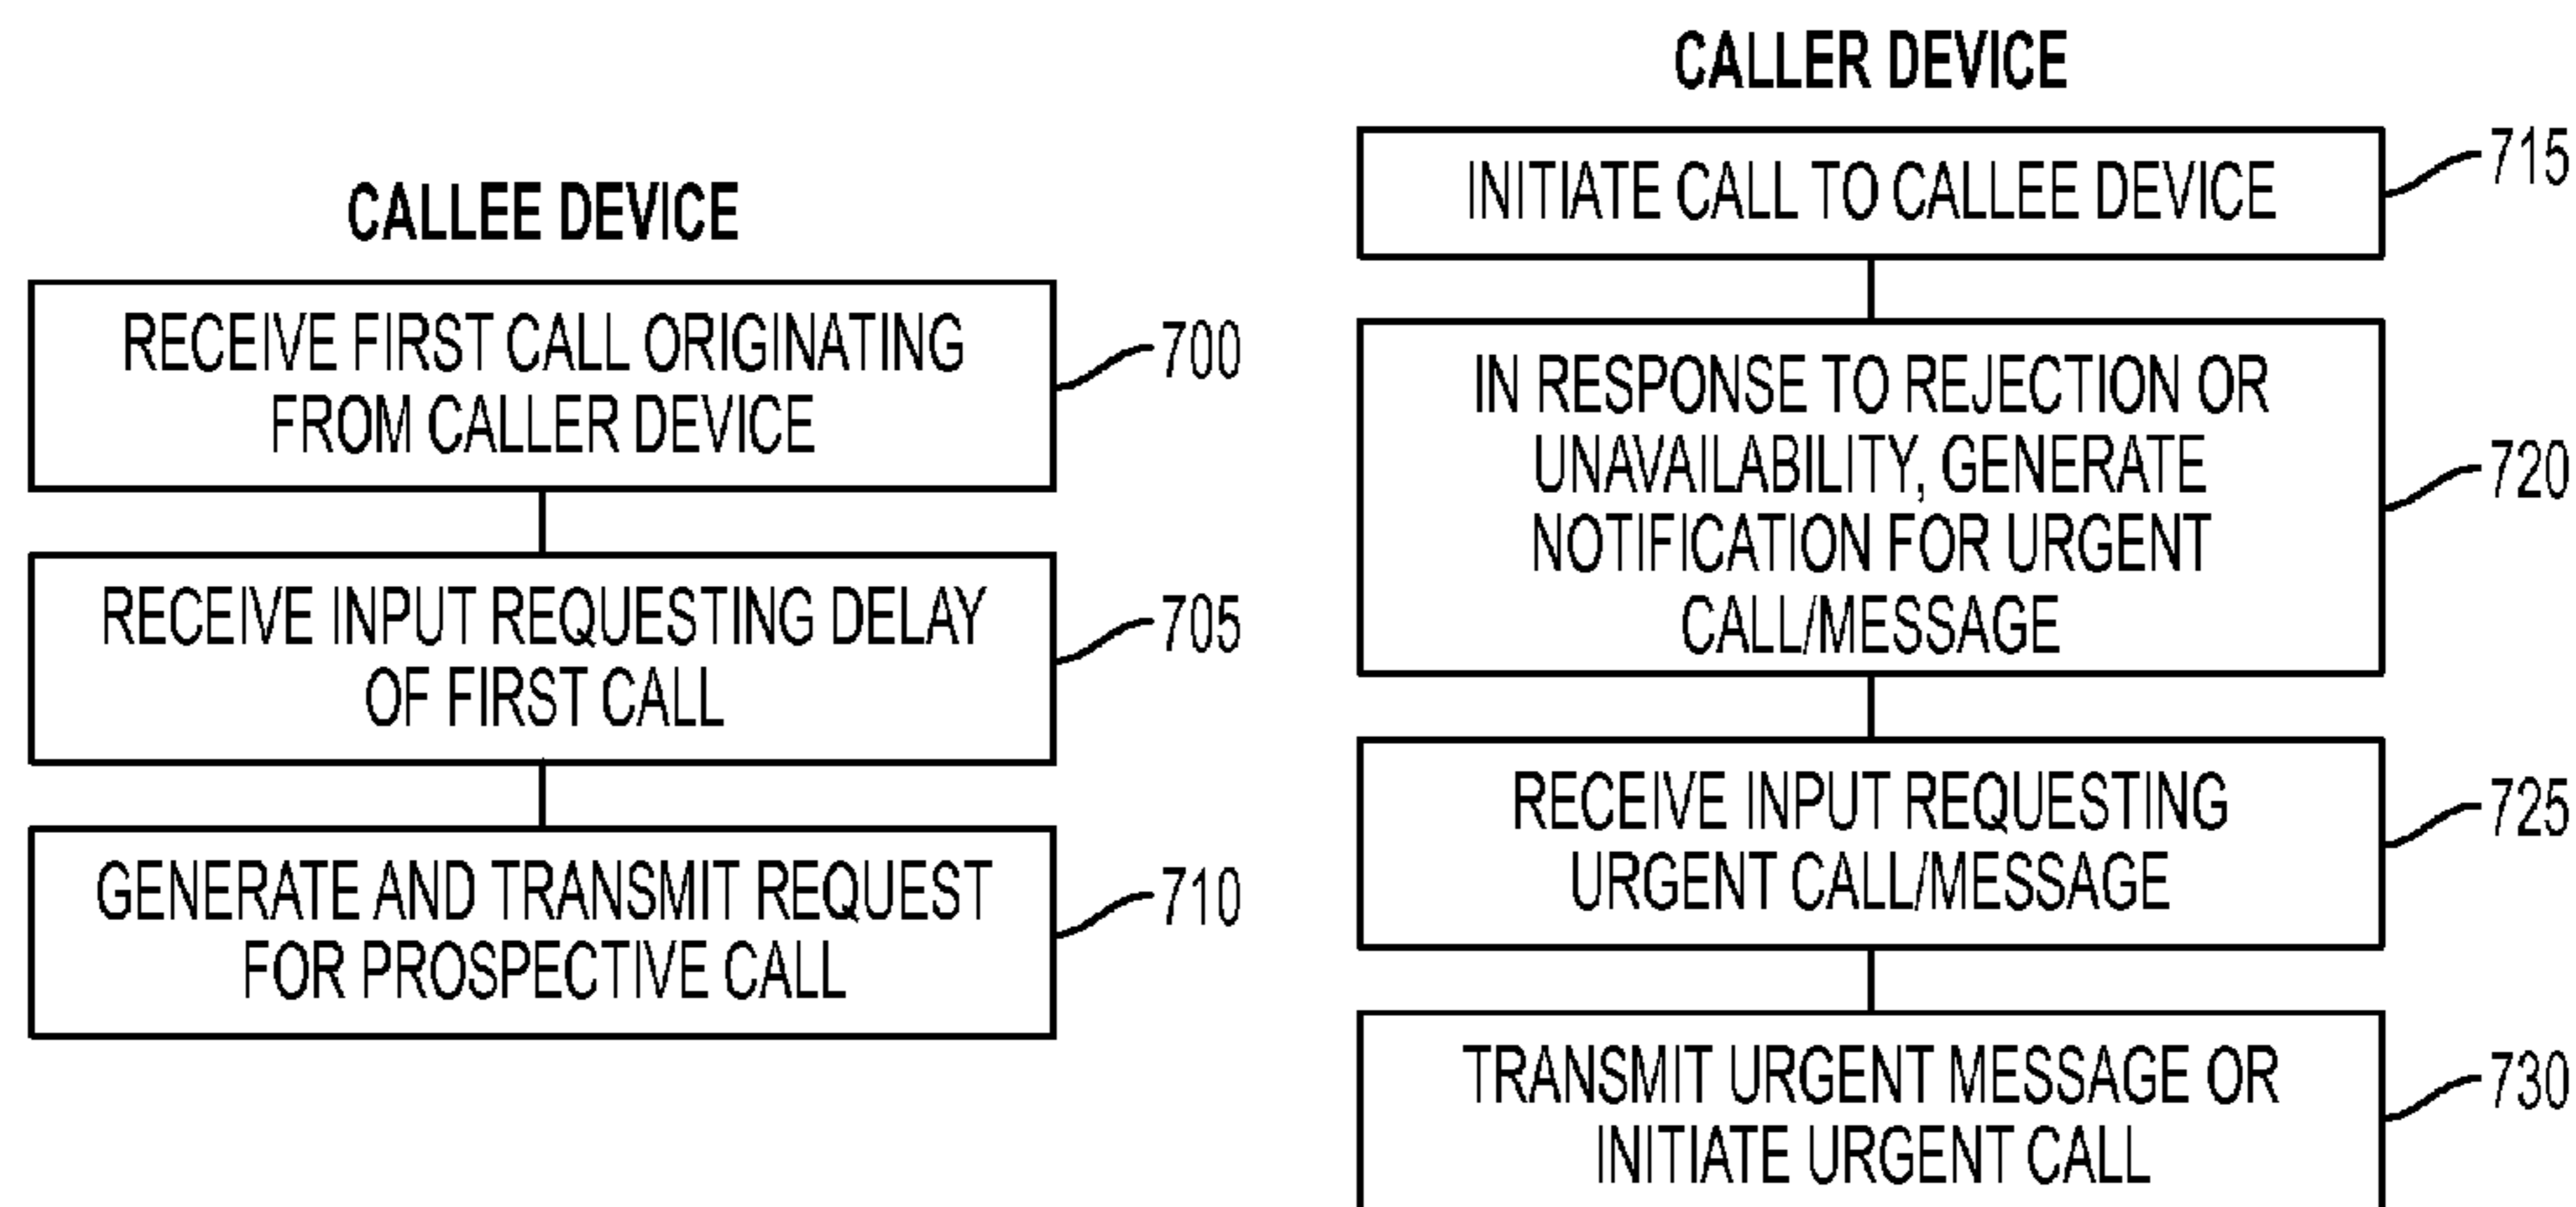 CALLEE DEVICE
RECEIVE FIRST CALL ORIGINATING
FROM CALLER DEVICE
700
RECEIVE INPUT REQUESTING DELAY
OF FIRST CALL
705
GENERATE AND TRANSMIT REQUEST
FOR PROSPECTIVE CALL
710
CALLER DEVICE
INITIATE CALL TO CALLEE DEVICE
715
IN RESPONSE TO REJECTION OR
UNAVAILABILITY, GENERATE
NOTIFICATION FOR URGENT
CALL/MESSAGE
720
RECEIVE INPUT REQUESTING
URGENT CALL/MESSAGE
725
TRANSMIT URGENT MESSAGE OR
INITIATE URGENT CALL
730